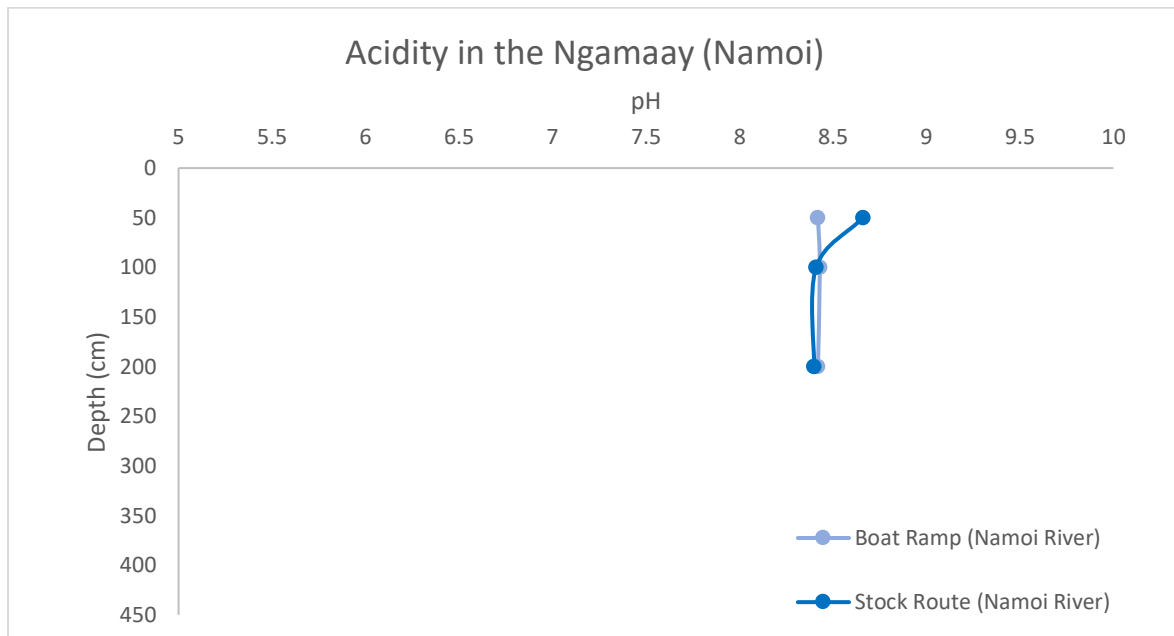 Acidity in the Ngamaay (Namoi)
pH
5 5.5 6 6.5 7 7.5 8 8.5 9 9.5 10
0
50
100
150
200
250
300
350
400
450
Depth (cm)
Boat Ramp (Namoi River)
Stock Route (Namoi River)